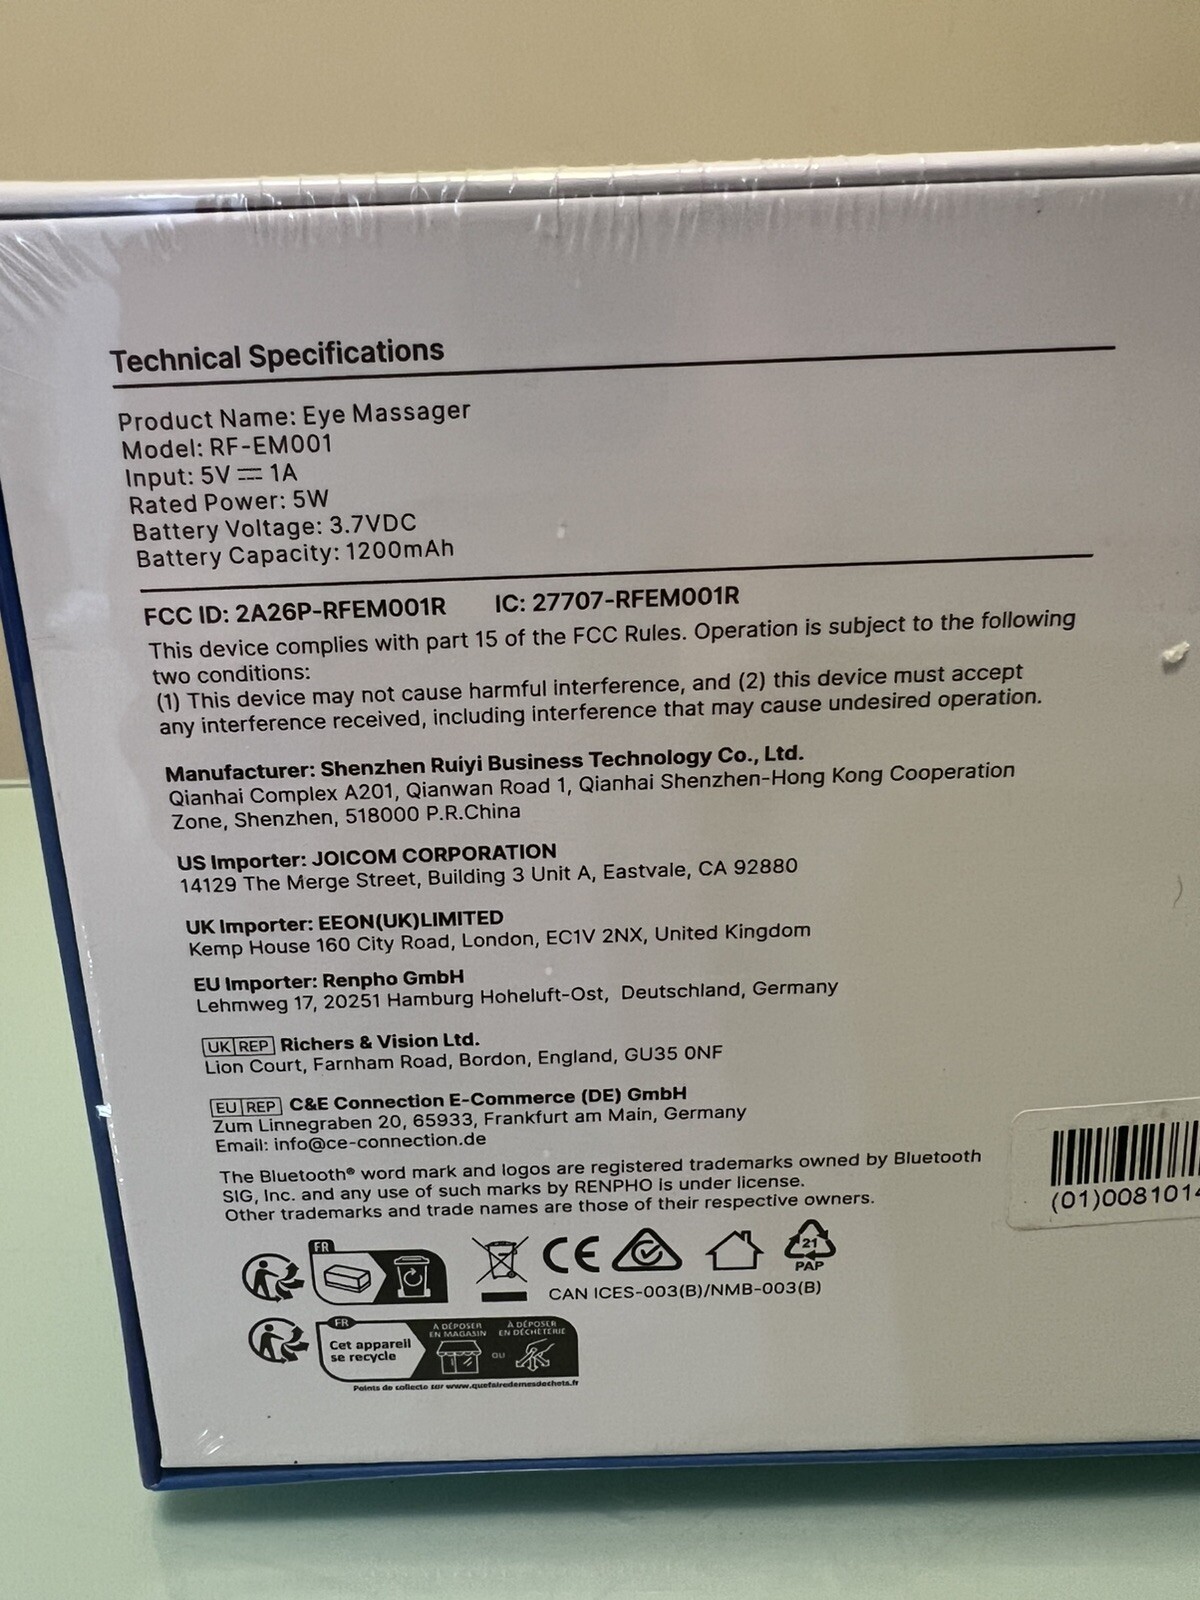 Technical Specifications
Product Name: Eye Massager
Model: RF-EM001
Input: 5V ⎓ 1A
Rated Power: 5W
Battery Voltage: 3.7VDC
Battery Capacity: 1200mAh
FCC ID: 2A26P-RFEM001R IC: 27707-RFEM001R
This device complies with part 15 of the FCC Rules. Operation is subject to the following
two conditions:
(1) This device may not cause harmful interference, and (2) this device must accept
any interference received, including interference that may cause undesired operation.
Manufacturer: Shenzhen Ruiyi Business Technology Co., Ltd.
Qianhai Complex A201, Qianwan Road 1, Qianhai Shenzhen-Hong Kong Cooperation
Zone, Shenzhen, 518000 P.R.China
US Importer: JOICOM CORPORATION
14129 The Merge Street, Building 3 Unit A, Eastvale, CA 92880
UK Importer: EEON(UK)LIMITED
Kemp House 160 City Road, London, EC1V 2NX, United Kingdom
EU Importer: Renpho GmbH
Lehmweg 17, 20251 Hamburg Hoheluft-Ost, Deutschland, Germany
UK REP Richers & Vision Ltd.
Lion Court, Farnham Road, Bordon, England, GU35 0NF
EU REP C&E Connection E-Commerce (DE) GmbH
Zum Linnegraben 20, 65933, Frankfurt am Main, Germany
Email: info@ce-connection.de
The Bluetooth® word mark and logos are registered trademarks owned by Bluetooth
SIG, Inc. and any use of such marks by RENPHO is under license.
Other trademarks and trade names are those of their respective owners.
(01)0081014
FR
CE
21
PAP
CAN ICES-003(B)/NMB-003(B)
FR
Cet appareil
se recycle
À DÉPOSER
EN MAGASIN
OU
À DÉPOSER
EN DÉCHÈTERIE
Points de collecte sur www.quefairedemesdechets.fr